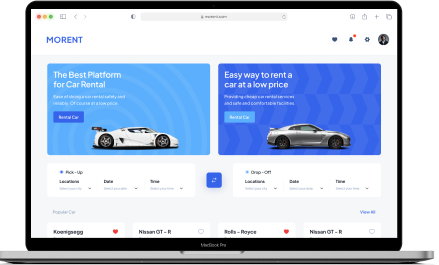 morent.com
MORENT
The Best Platform
for Car Rental
Ease of doing a car rental safely and
reliably. Of course at a low price.
Rental Car
Easy way to rent a
car at a low price
Providing cheap car rental services
and safe and comfortable facilities.
Rental Car
Pick - Up
Locations
Date
Time
Select your city
Select your date
Select your time
Drop - Off
Locations
Date
Time
Select your city
Select your date
Select your time
Popular Car
View All
Koenigsegg
Nissan GT - R
Rolls - Royce
Nissan GT - R
MacBook Pro